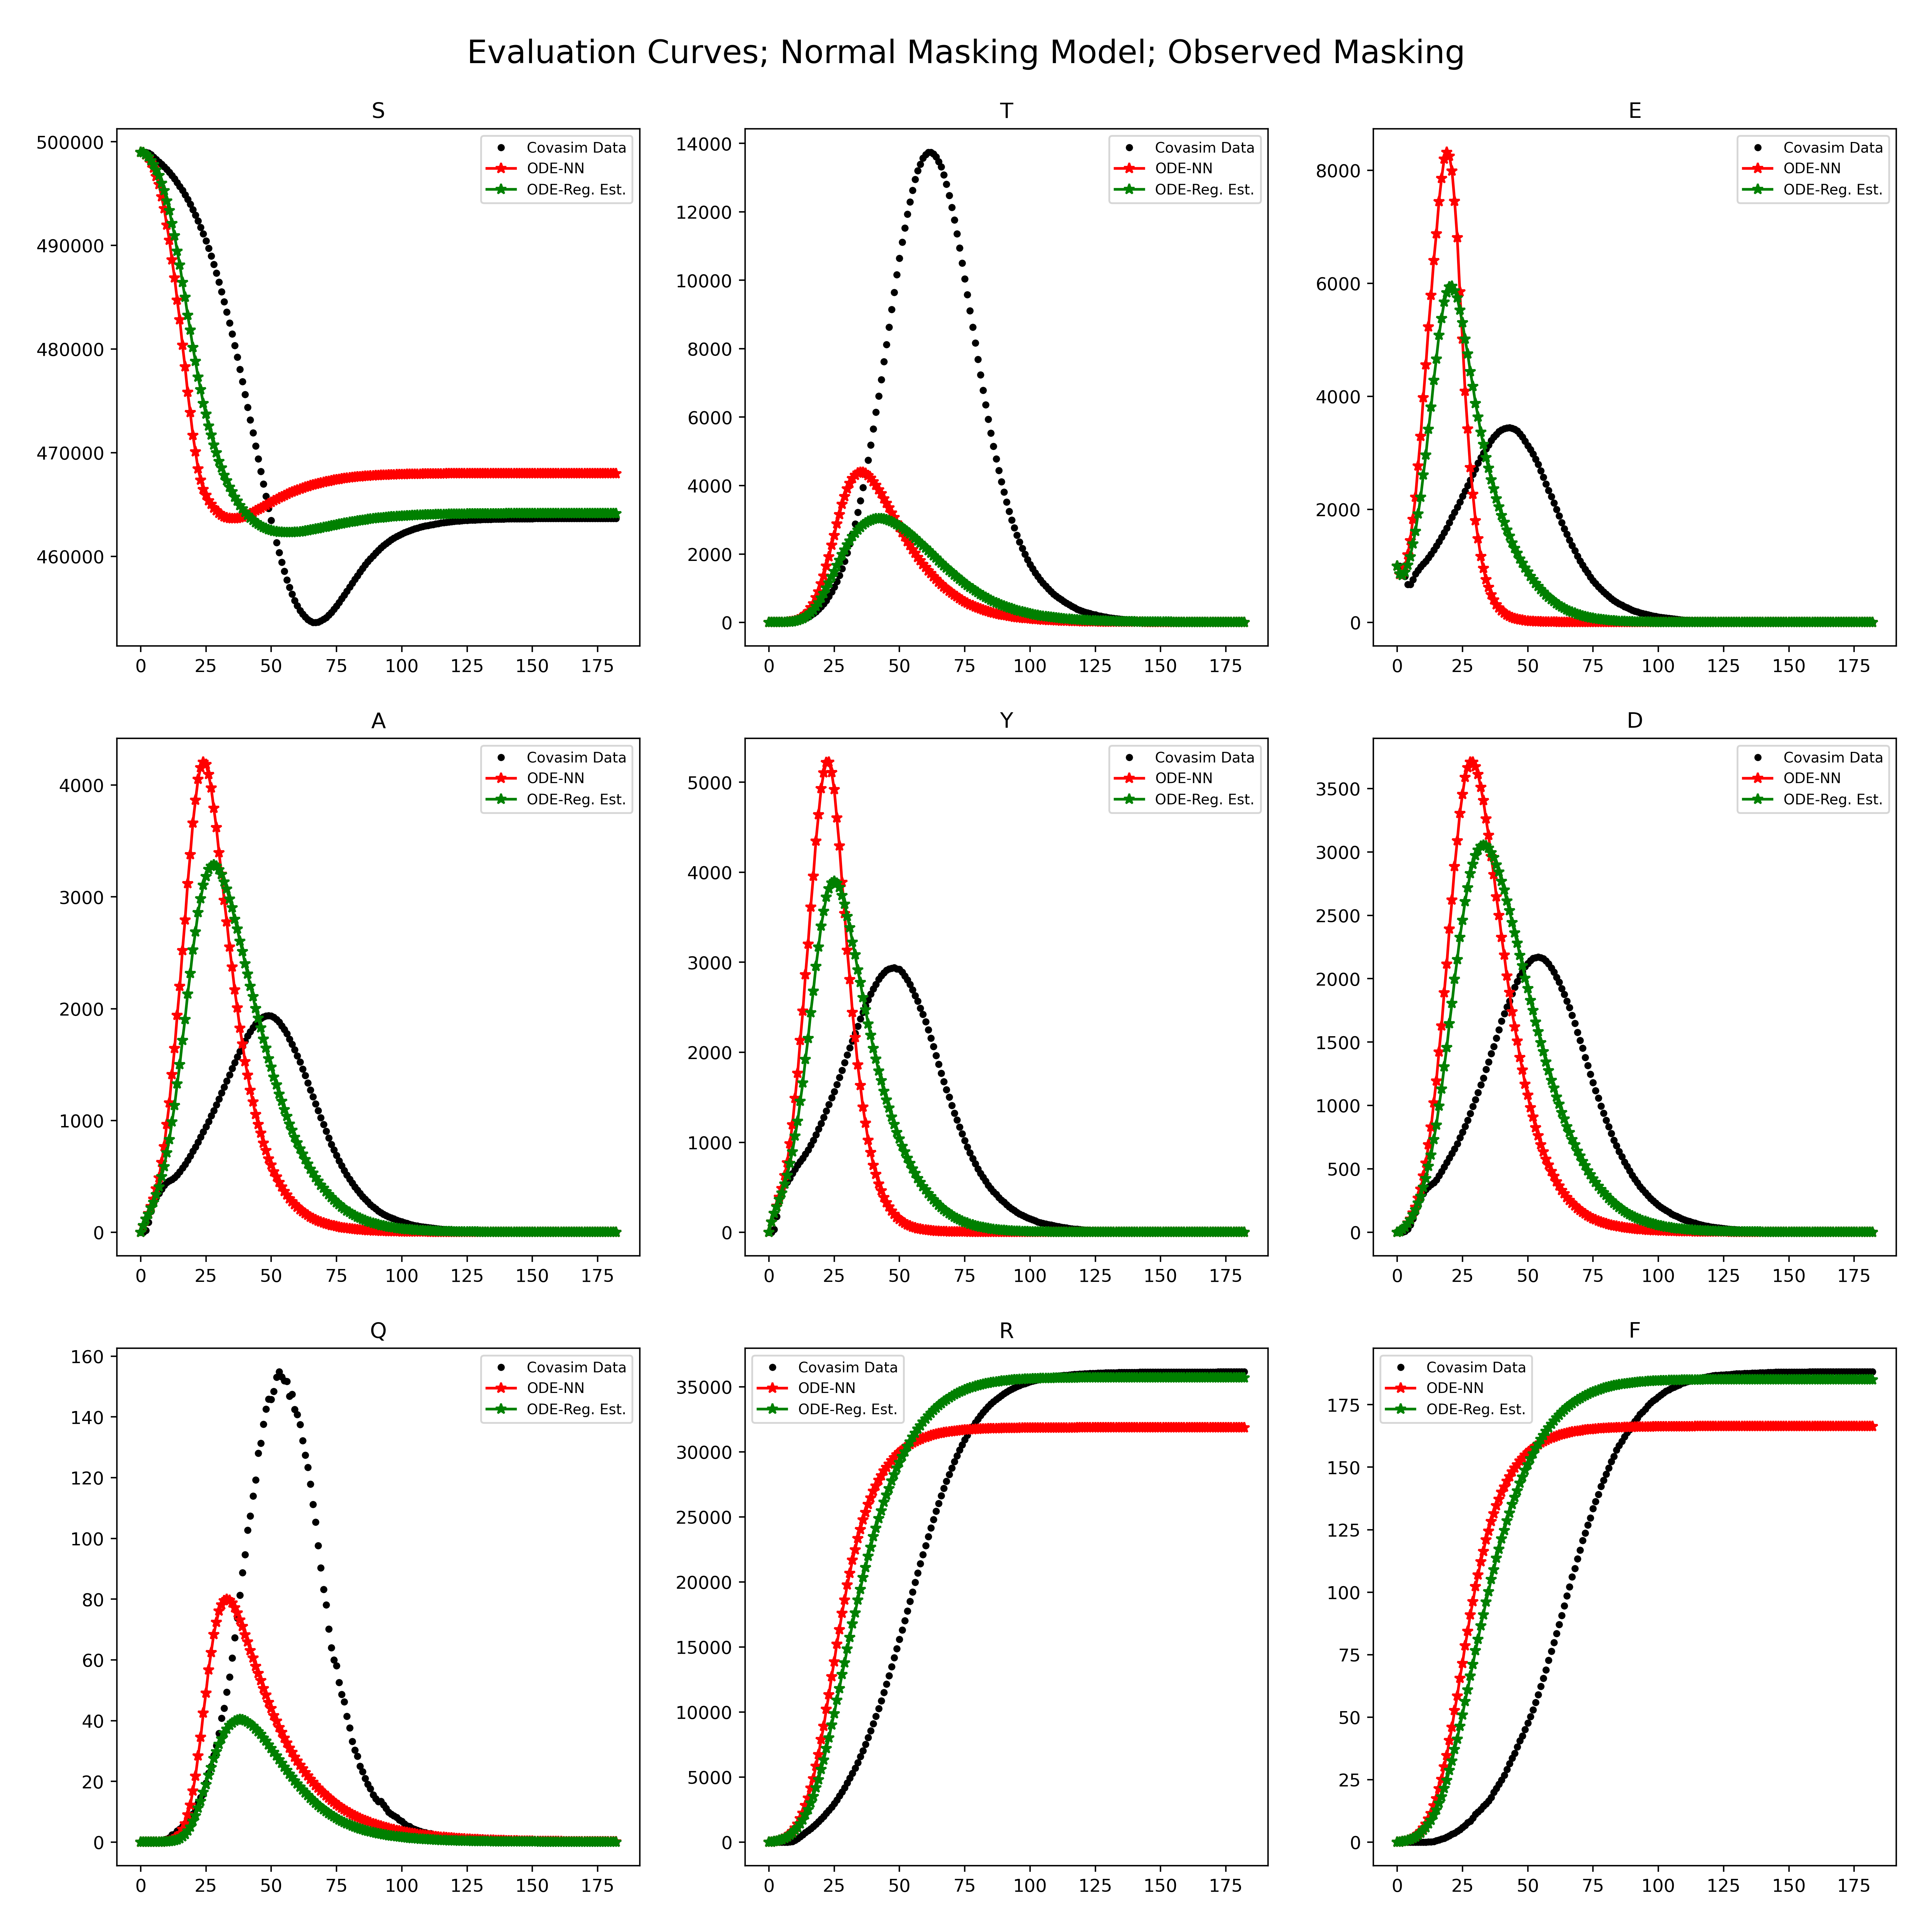 Evaluation Curves; Normal Masking Model; Observed Masking
S
500000
490000
480000
470000
460000
0 25 50 75 100 125 150 175
Covasim Data
ODE-NN
ODE-Reg. Est.
T
14000
12000
10000
8000
6000
4000
2000
0
0 25 50 75 100 125 150 175
Covasim Data
ODE-NN
ODE-Reg. Est.
E
8000
6000
4000
2000
0
0 25 50 75 100 125 150 175
Covasim Data
ODE-NN
ODE-Reg. Est.
A
4000
3000
2000
1000
0
0 25 50 75 100 125 150 175
Covasim Data
ODE-NN
ODE-Reg. Est.
Y
5000
4000
3000
2000
1000
0
0 25 50 75 100 125 150 175
Covasim Data
ODE-NN
ODE-Reg. Est.
D
3500
3000
2500
2000
1500
1000
500
0
0 25 50 75 100 125 150 175
Covasim Data
ODE-NN
ODE-Reg. Est.
Q
160
140
120
100
80
60
40
20
0
0 25 50 75 100 125 150 175
Covasim Data
ODE-NN
ODE-Reg. Est.
R
35000
30000
25000
20000
15000
10000
5000
0
0 25 50 75 100 125 150 175
Covasim Data
ODE-NN
ODE-Reg. Est.
F
175
150
125
100
75
50
25
0
0 25 50 75 100 125 150 175
Covasim Data
ODE-NN
ODE-Reg. Est.